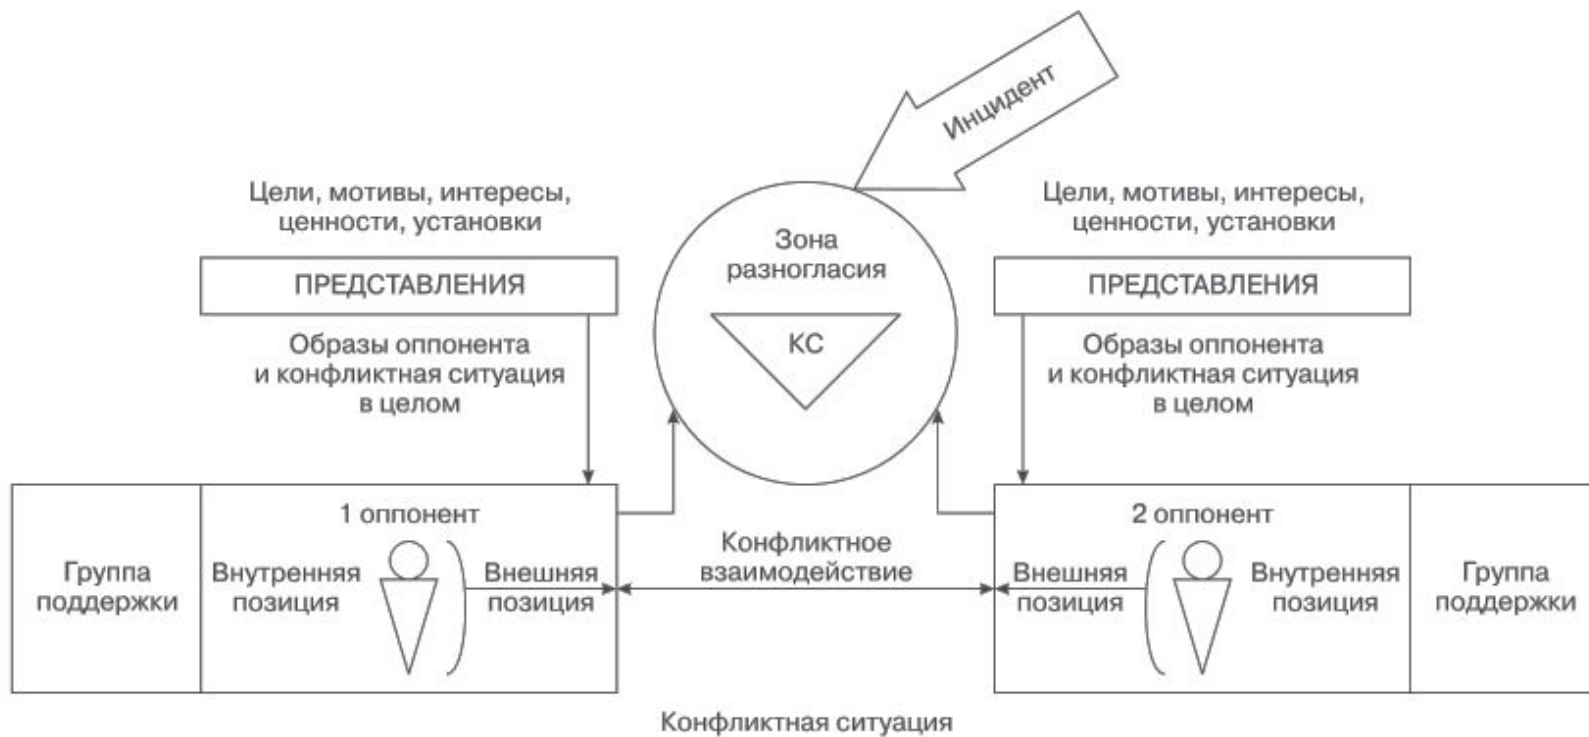 Инцидент
Цели, мотивы, интересы,
ценности, установки
ПРЕДСТАВЛЕНИЯ
Образы оппонента
и конфликтная ситуация
в целом
Зона
разногласия
КС
Цели, мотивы, интересы,
ценности, установки
ПРЕДСТАВЛЕНИЯ
Образы оппонента
и конфликтная ситуация
в целом
Группа
поддержки
1 оппонент
Внутренняя
позиция
Внешняя
позиция
Конфликтное
взаимодействие
2 оппонент
Внешняя
позиция
Внутренняя
позиция
Группа
поддержки
Конфликтная ситуация